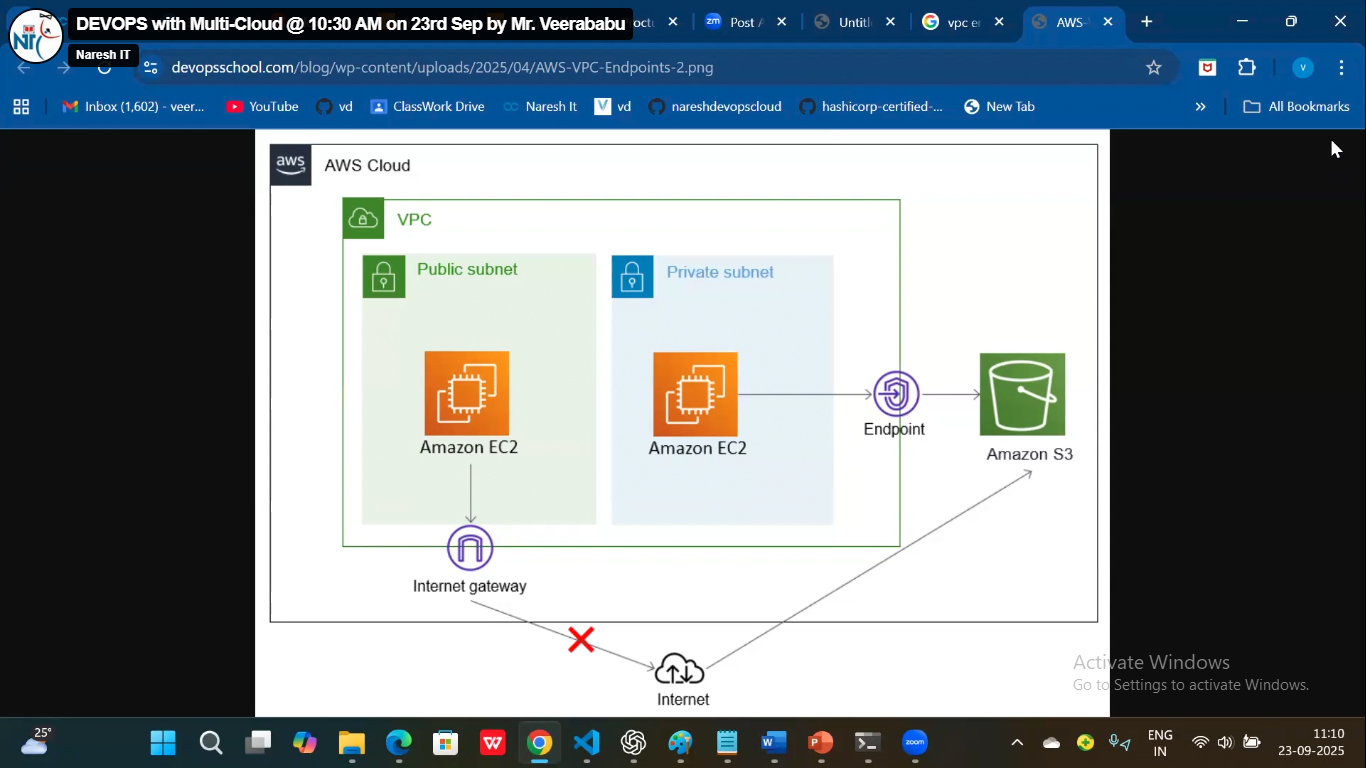 DEVOPS with Multi-Cloud @ 10:30 AM on 23rd Sep by Mr. Veerababu
Naresh IT
Post
Untitl
vpc e
AWS-
devopsschool.com/blog/wp-content/uploads/2025/04/AWS-VPC-Endpoints-2.png
Inbox (1,602) - veer...
YouTube
vd
ClassWork Drive
Naresh It
vd
nareshdevopscloud
hashicorp-certified-...
New Tab
»
All Bookmarks
aws
AWS Cloud
VPC
Public subnet
Private subnet
Amazon EC2
Amazon EC2
Endpoint
Amazon S3
Internet gateway
Internet
Activate Windows
Go to Settings to activate Windows.
25°
zoom
ENG
IN
11:10
23-09-2025